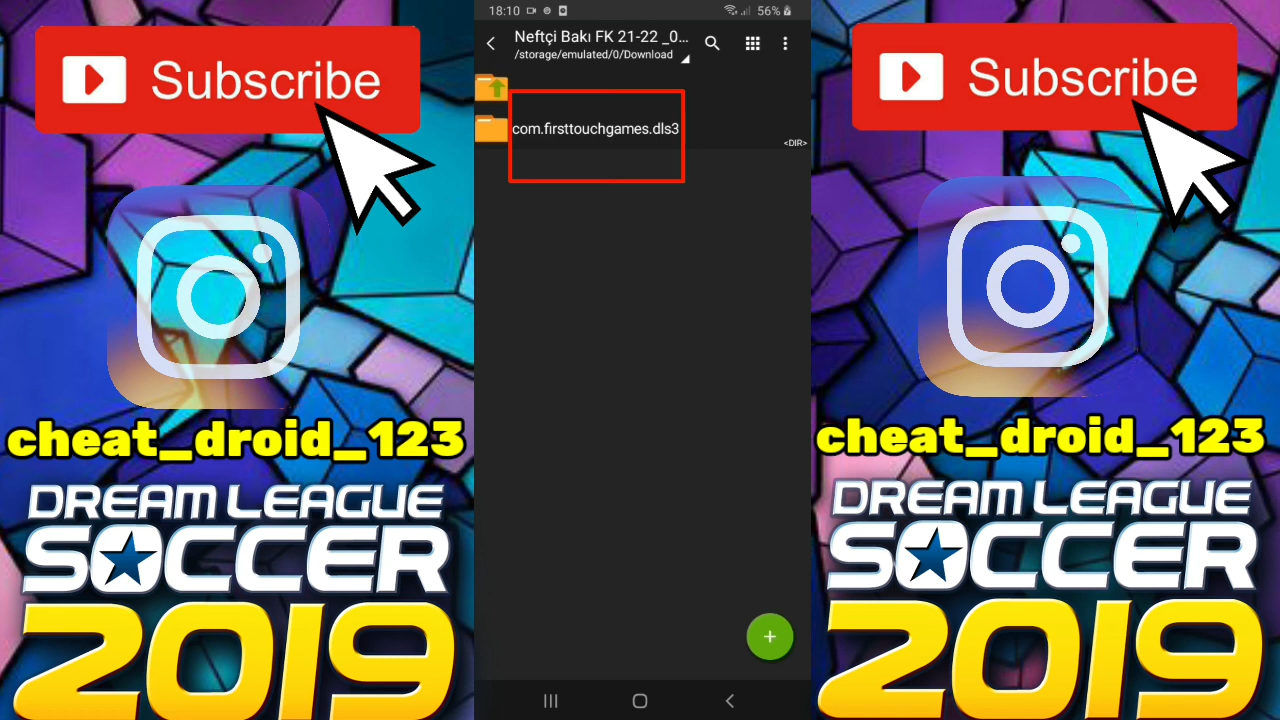 Subscribe
cheat_droid_123
DREAM LEAGUE
SOCCER
2019
18:10
56%
Neftçi Bakı FK 21-22 _0...
/storage/emulated/0/Download
com.firsttouchgames.dls3
<DIR>
+
Subscribe
cheat_droid_123
DREAM LEAGUE
SOCCER
2019